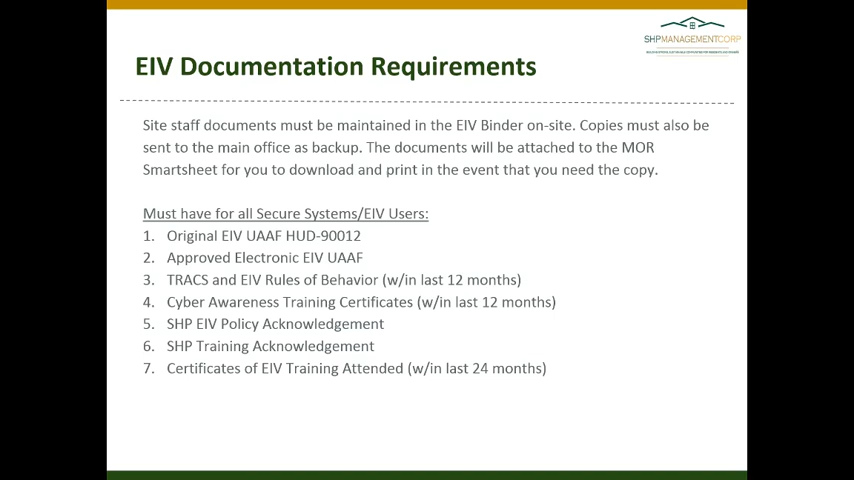 SHPMANAGEMENTCORP
EIV Documentation Requirements
Site staff documents must be maintained in the EIV Binder on-site. Copies must also be
sent to the main office as backup. The documents will be attached to the MOR
Smartsheet for you to download and print in the event that you need the copy.
Must have for all Secure Systems/EIV Users:
1. Original EIV UAAF HUD-90012
2. Approved Electronic EIV UAAF
3. TRACS and EIV Rules of Behavior (w/in last 12 months)
4. Cyber Awareness Training Certificates (w/in last 12 months)
5. SHP EIV Policy Acknowledgement
6. SHP Training Acknowledgement
7. Certificates of EIV Training Attended (w/in last 24 months)